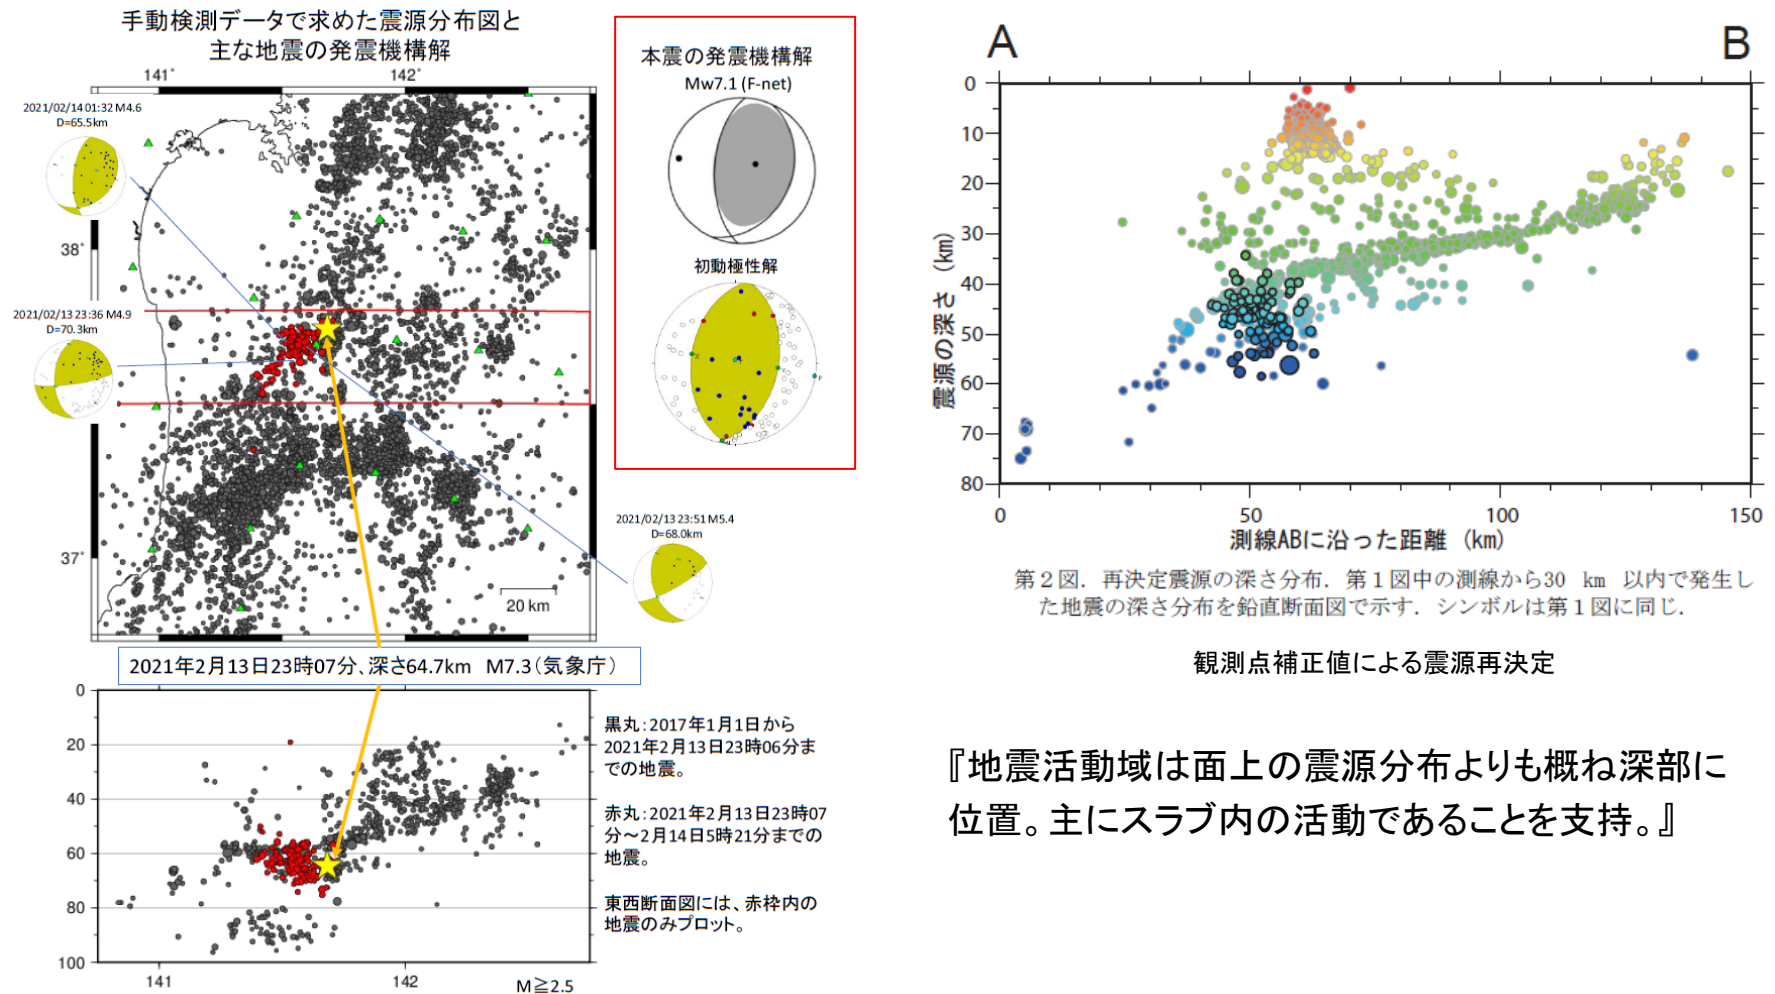 手動検測データで求めた震源分布図と
主な地震の発震機構解
141°
142°
2021/02/14 01:32 M4.6
D=65.5km
38°
2021/02/13 23:36 M4.9
D=70.3km
37°
20 km
本震の発震機構解
Mw7.1 (F-net)
初動極性解
2021/02/13 23:51 M5.4
D=68.0km
2021年2月13日23時07分、深さ64.7km　M7.3（気象庁）
0
20
40
60
80
100
141
142
M≧2.5
黒丸：2017年1月1日から
2021年2月13日23時06分ま
での地震。
赤丸：2021年2月13日23時07
分～2月14日5時21分までの
地震。
東西断面図には、赤枠内の
地震のみプロット。
A
B
0
10
20
30
40
50
60
70
80
震源の深さ (km)
0
50
100
150
測線ABに沿った距離 (km)
第２図．再決定震源の深さ分布．第１図中の測線から30 km 以内で発生し
た地震の深さ分布を鉛直断面図で示す．シンボルは第１図に同じ．
観測点補正値による震源再決定
『地震活動域は面上の震源分布よりも概ね深部に
位置。主にスラブ内の活動であることを支持。』